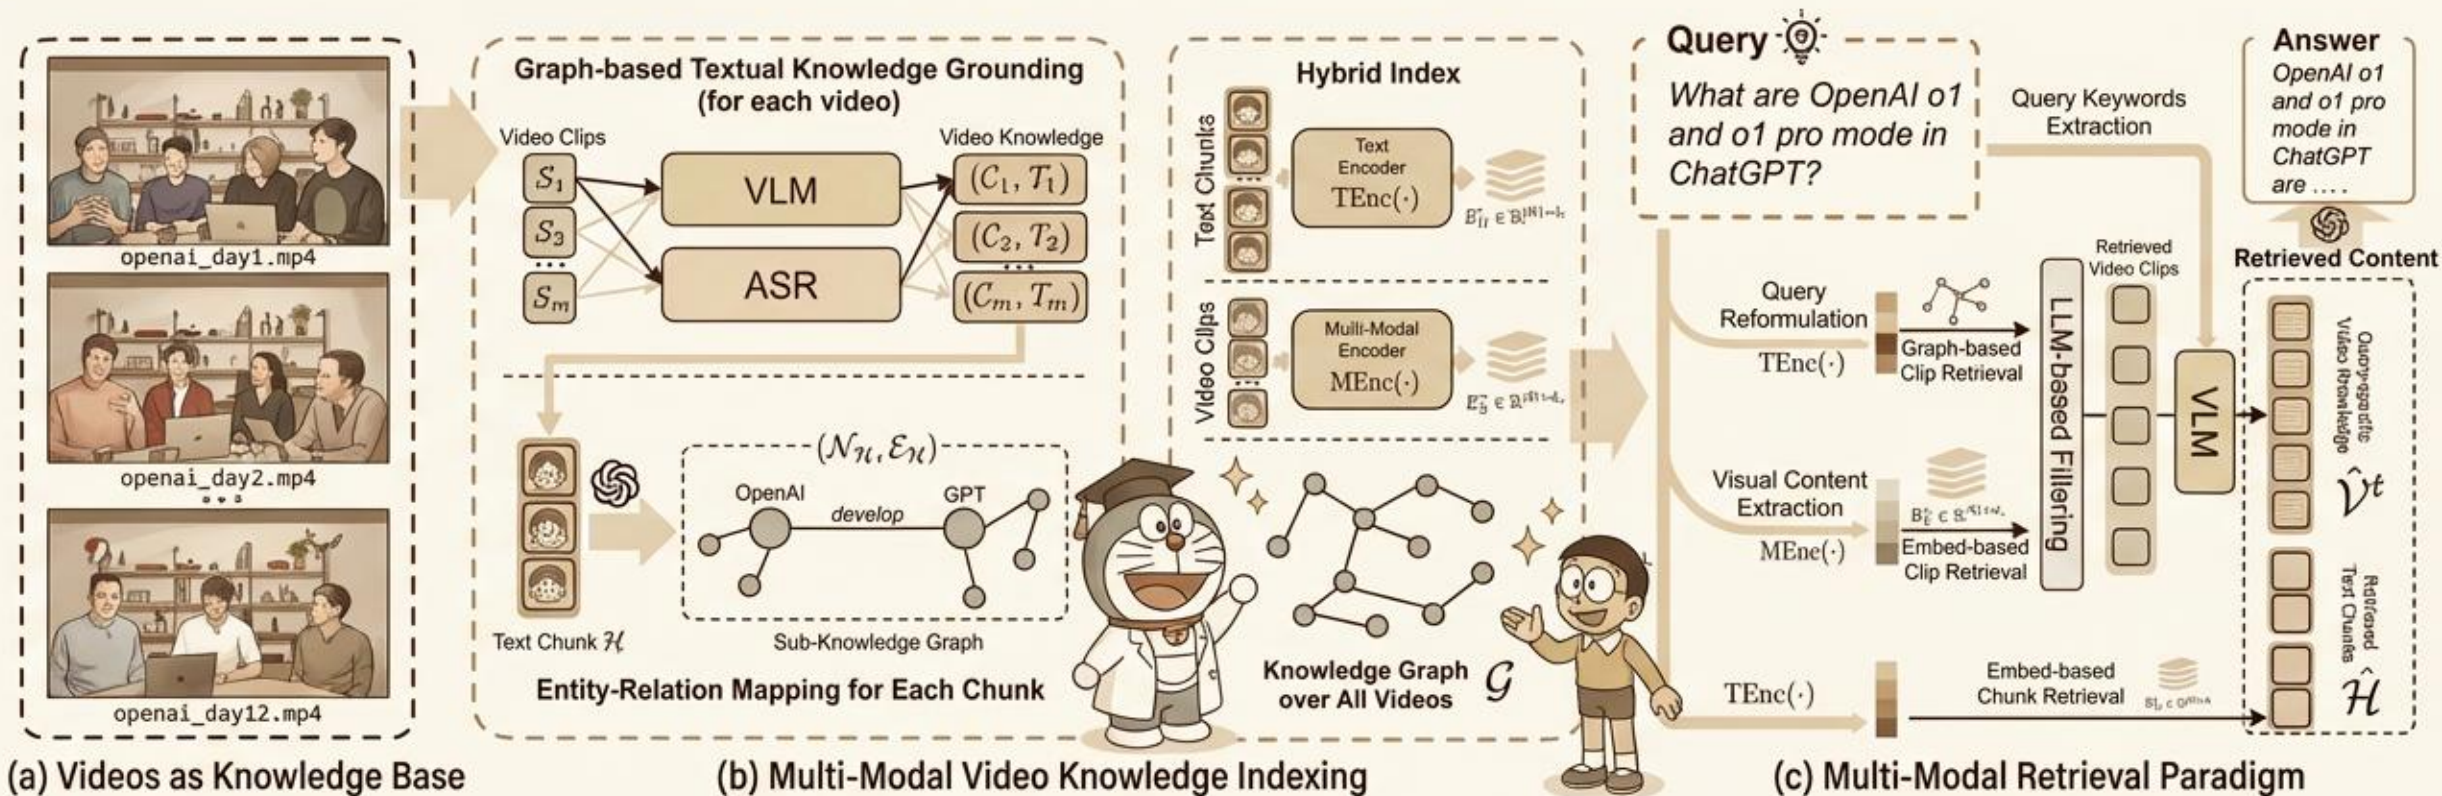 openai_day1.mp4
openai_day2.mp4
...
openai_day12.mp4
(a) Videos as Knowledge Base
Graph-based Textual Knowledge Grounding
(for each video)
Video Clips
S₁
S₃
...
Sₘ
VLM
ASR
Video Knowledge
(C₁, T₁)
(C₂, T₂)
...
(Cₘ, Tₘ)
Text Chunk ℋ
(𝒩_ℋ, ℰ_ℋ)
OpenAI
develop
GPT
Sub-Knowledge Graph
Entity-Relation Mapping for Each Chunk
Hybrid Index
Text Chunks
...
Text
Encoder
TEnc(·)
Video Clips
...
Mulli-Modal
Encoder
MEnc(·)
Knowledge Graph 𝒢
over All Videos
(b) Multi-Modal Video Knowledge Indexing
Query
What are OpenAI o1
and o1 pro mode in
ChatGPT?
Query Keywords
Extraction
Query
Reformulation
TEnc(·)
Graph-based
Clip Retrieval
Visual Content
Extraction
MEne(·)
Embed-based
Clip Retrieval
LLM-based Fillering
Retrieved
Video Clips
VLM
TEnc(·)
Embed-based
Chunk Retrieval
Answer
OpenAI o1
and o1 pro
mode in
ChatGPT
are ....
Retrieved Content
𝒱̂ᵗ
ℋ̂
(c) Multi-Modal Retrieval Paradigm